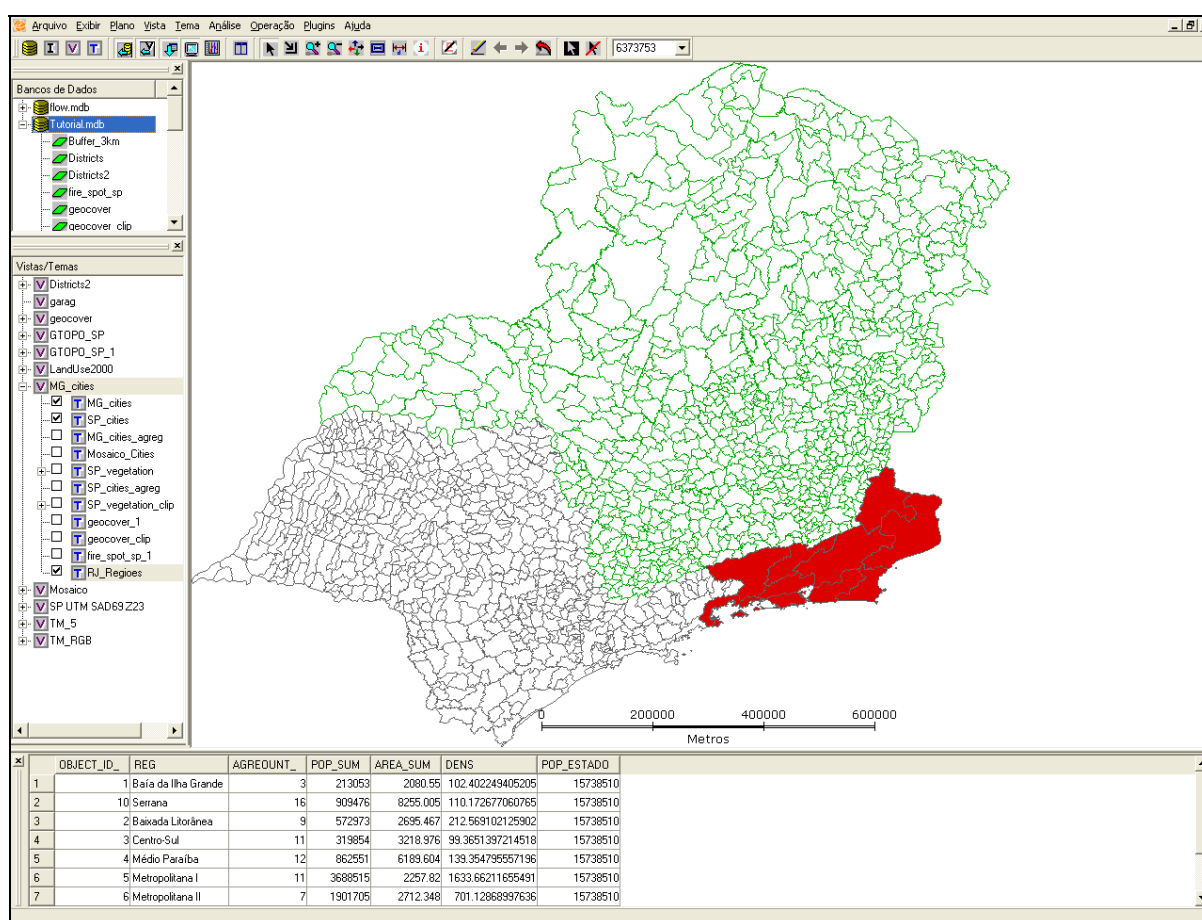 Arquivo Exibir Plano Vista Tema Análise Operação Plugins Ajuda
I V T 6373753
Bancos de Dados
flow.mdb
Tutorial.mdb
Buffer_3km
Districts
Districts2
fire_spot_sp
geocover
geocover_clip
Vistas/Temas
V Districts2
V garag
V geocover
V GTOPO_SP
V GTOPO_SP_1
V LandUse2000
V MG_cities
T MG_cities
T SP_cities
T MG_cities_agreg
T Mosaico_Cities
T SP_vegetation
T SP_cities_agreg
T SP_vegetation_clip
T geocover_1
T geocover_clip
T fire_spot_sp_1
T RJ_Regioes
V Mosaico
V SP UTM SAD69 Z23
V TM_5
V TM_RGB
0 200000 400000 600000
Metros
OBJECT_ID_ REG AGREOUNT_ POP_SUM AREA_SUM DENS POP_ESTADO
1 1 Baía da Ilha Grande 3 213053 2080.55 102.402249405205 15738510
2 10 Serrana 16 909476 8255.005 110.172677060765 15738510
3 2 Baixada Litorânea 9 572973 2695.467 212.569102125902 15738510
4 3 Centro-Sul 11 319854 3218.976 99.3651397214518 15738510
5 4 Médio Paraíba 12 862551 6189.604 139.354795557196 15738510
6 5 Metropolitana I 11 3688515 2257.82 1633.66211655491 15738510
7 6 Metropolitana II 7 1901705 2712.348 701.12868997636 15738510